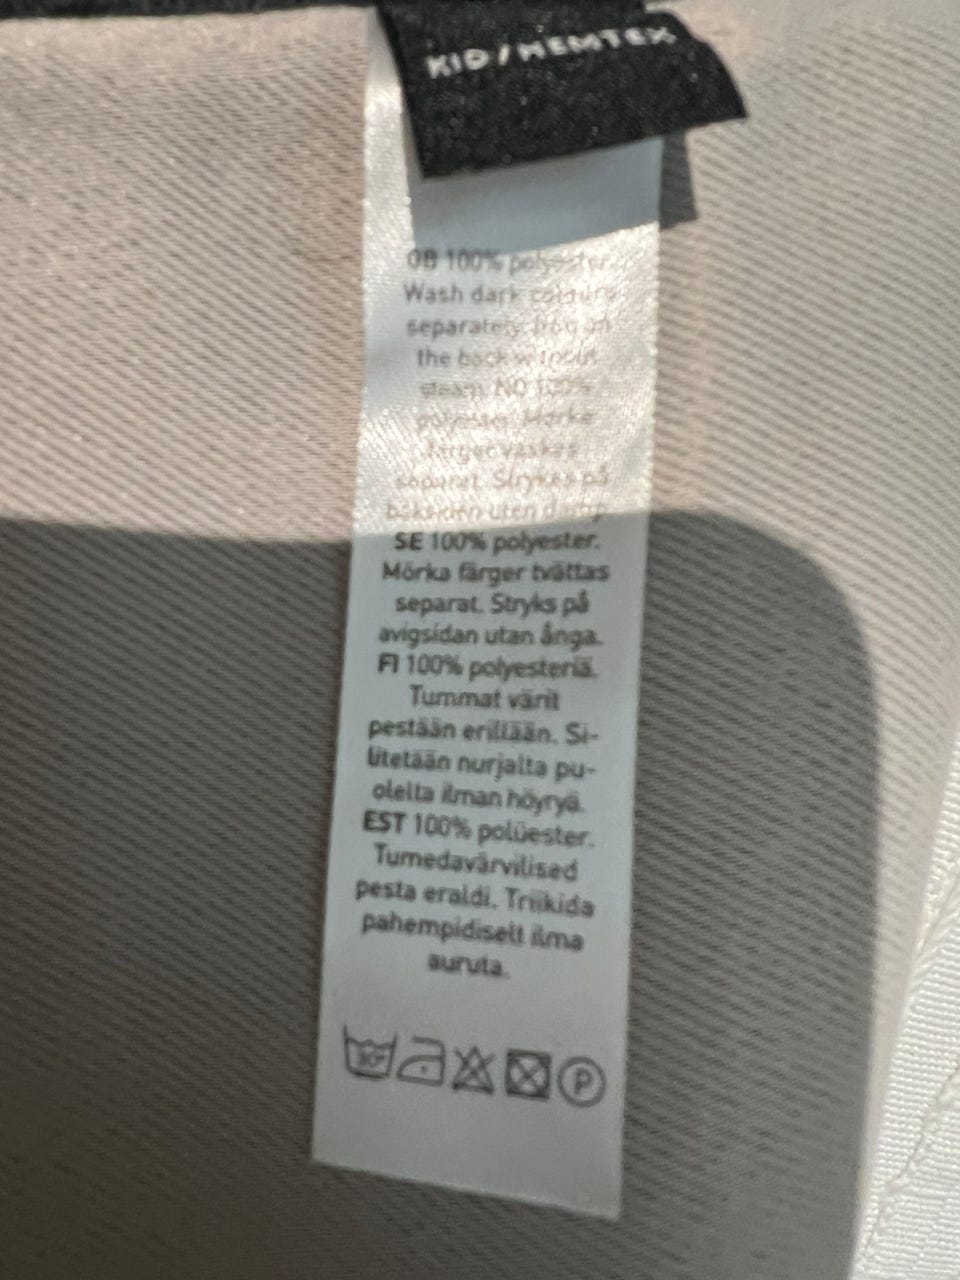 KID/HEMTEX
GB 100% polyester.
Wash dark colours
separately. Iron on
the back without
steam. NO 100%
polyester. Mørke
farger vaskes
separat. Strykes på
baksiden uten damp.
SE 100% polyester.
Mörka färger tvättas
separat. Stryks på
avigsidan utan ånga.
FI 100% polyesteriä.
Tummat värit
pestään erillään. Si-
litetään nurjalta pu-
olelta ilman höyryä.
EST 100% polüester.
Tumedavärvilised
pesta eraldi. Triikida
pahempidiselt ilma
auruta.
30° P